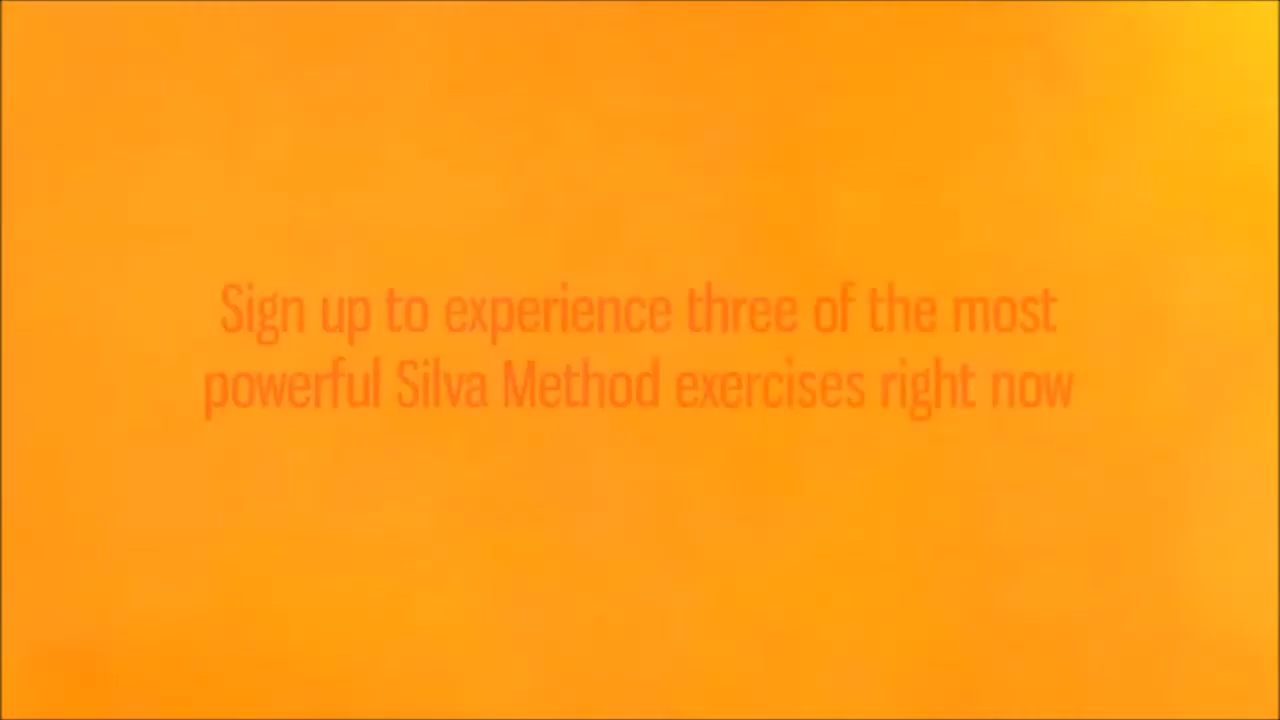 Sign up to experience three of the most
powerful Silva Method exercises right now